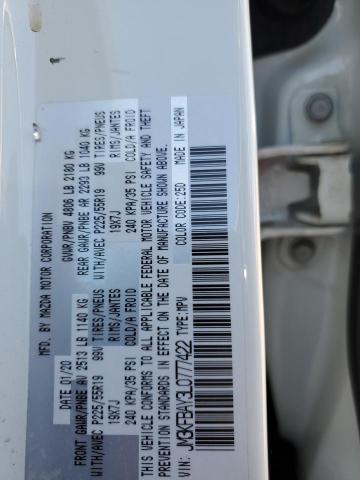 MFD. BY MAZDA MOTOR CORPORATION
DATE: 01/20 GVWR/PNBV 4806 LB 2180 KG
FRONT GAWR/PNBE AV 2513 LB 1140 KG REAR GAWR/PNBE AR 2293 LB 1040 KG
WITH/AVEC P225/55R19 99V TIRES/PNEUS WITH/AVEC P225/55R19 99V TIRES/PNEUS
19X7J RIMS/JANTES 19X7J RIMS/JANTES
240 KPA/35 PSI COLD/A FROID 240 KPA/35 PSI COLD/A FROID
THIS VEHICLE CONFORMS TO ALL APPLICABLE FEDERAL MOTOR VEHICLE SAFETY AND THEFT
PREVENTION STANDARDS IN EFFECT ON THE DATE OF MANUFACTURE SHOWN ABOVE.
VIN: JM3KFBAY3L0777422 TYPE:MPV COLOR CODE:25D MADE IN JAPAN